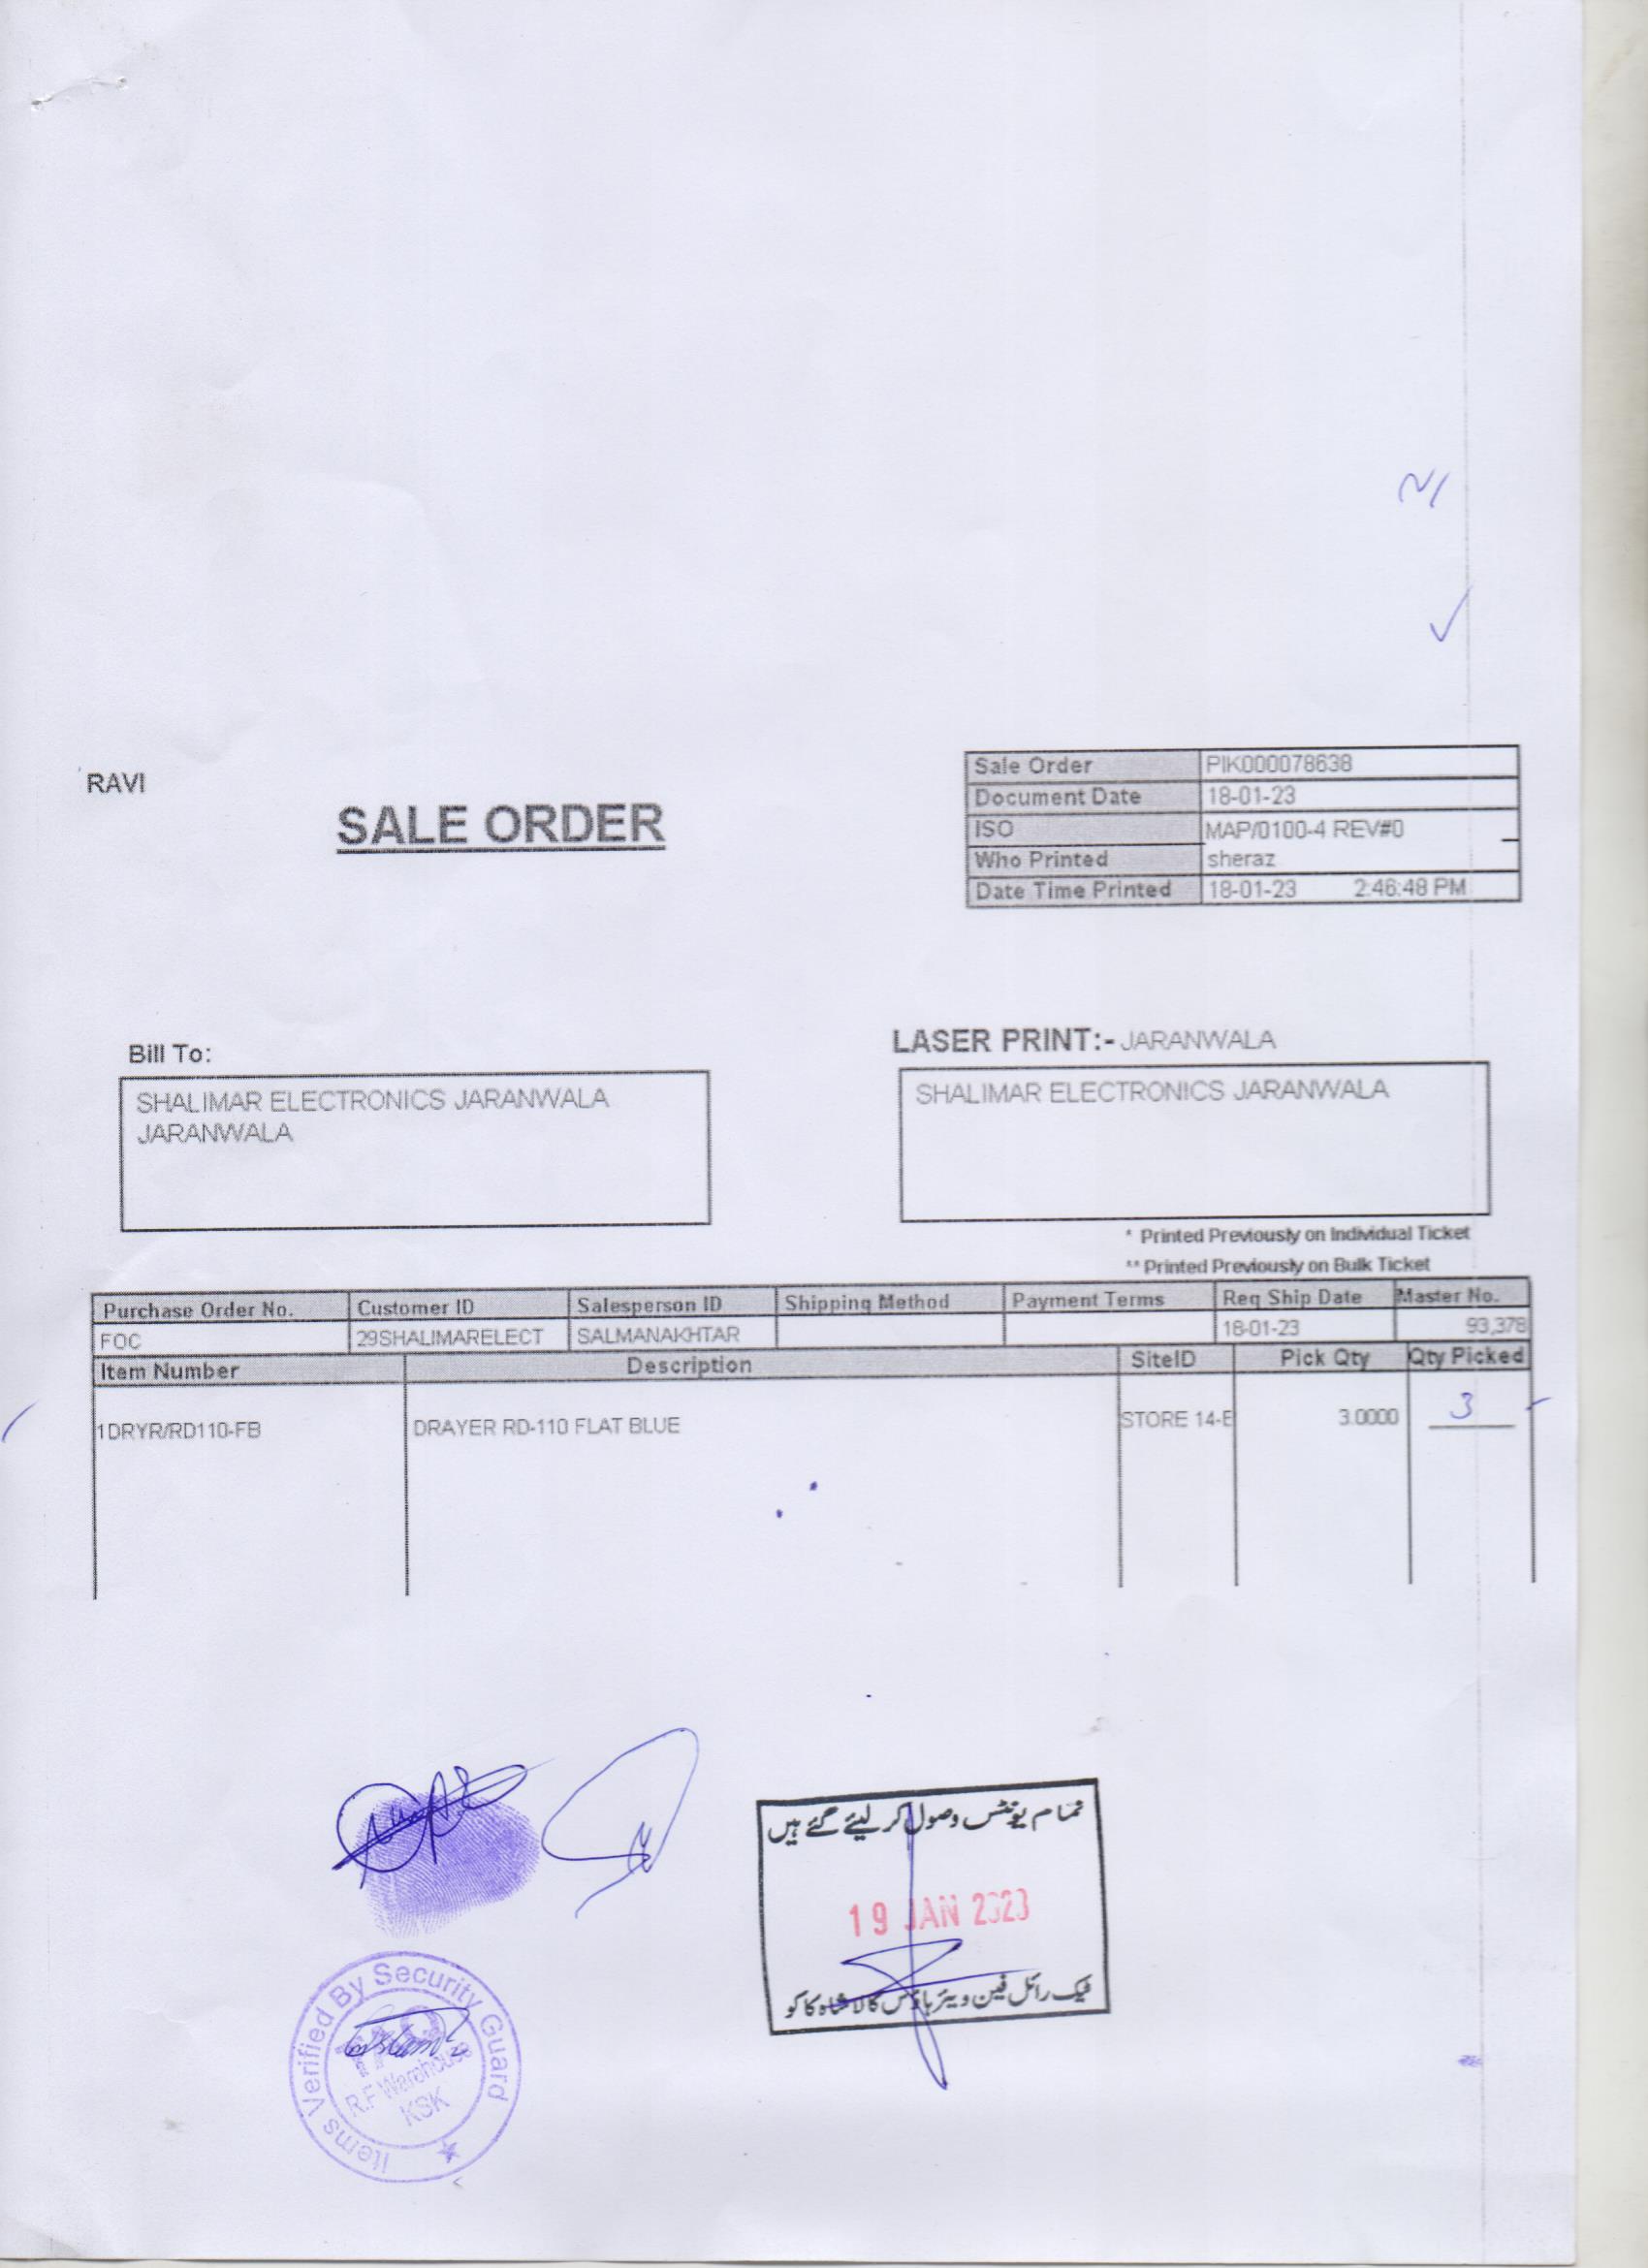 RAVI
SALE ORDER
Sale Order PIK000078638
Document Date 18-01-23
ISO MAP/0100-4 REV#0
Who Printed sheraz
Date Time Printed 18-01-23 2:46:48 PM
Bill To:
SHALIMAR ELECTRONICS JARANWALA
JARANWALA
LASER PRINT:- JARANWALA
SHALIMAR ELECTRONICS JARANWALA
* Printed Previously on Individual Ticket
** Printed Previously on Bulk Ticket
Purchase Order No. Customer ID Salesperson ID Shipping Method Payment Terms Req Ship Date Master No.
FOC 29SHALIMARELECT SALMANAKHTAR 18-01-23 93,378
Item Number Description SiteID Pick Qty Qty Picked
1DRYR/RD110-FB DRAYER RD-110 FLAT BLUE STORE 14-E 3.0000 3
تمام یونٹس وصول کر لیئے گئے ہیں
19 JAN 2023
ٹیک رائل فین ویئر ہاؤس کالا شاہ کاکو
Items Verified By Security Guard
R.F Warehouse
KSK